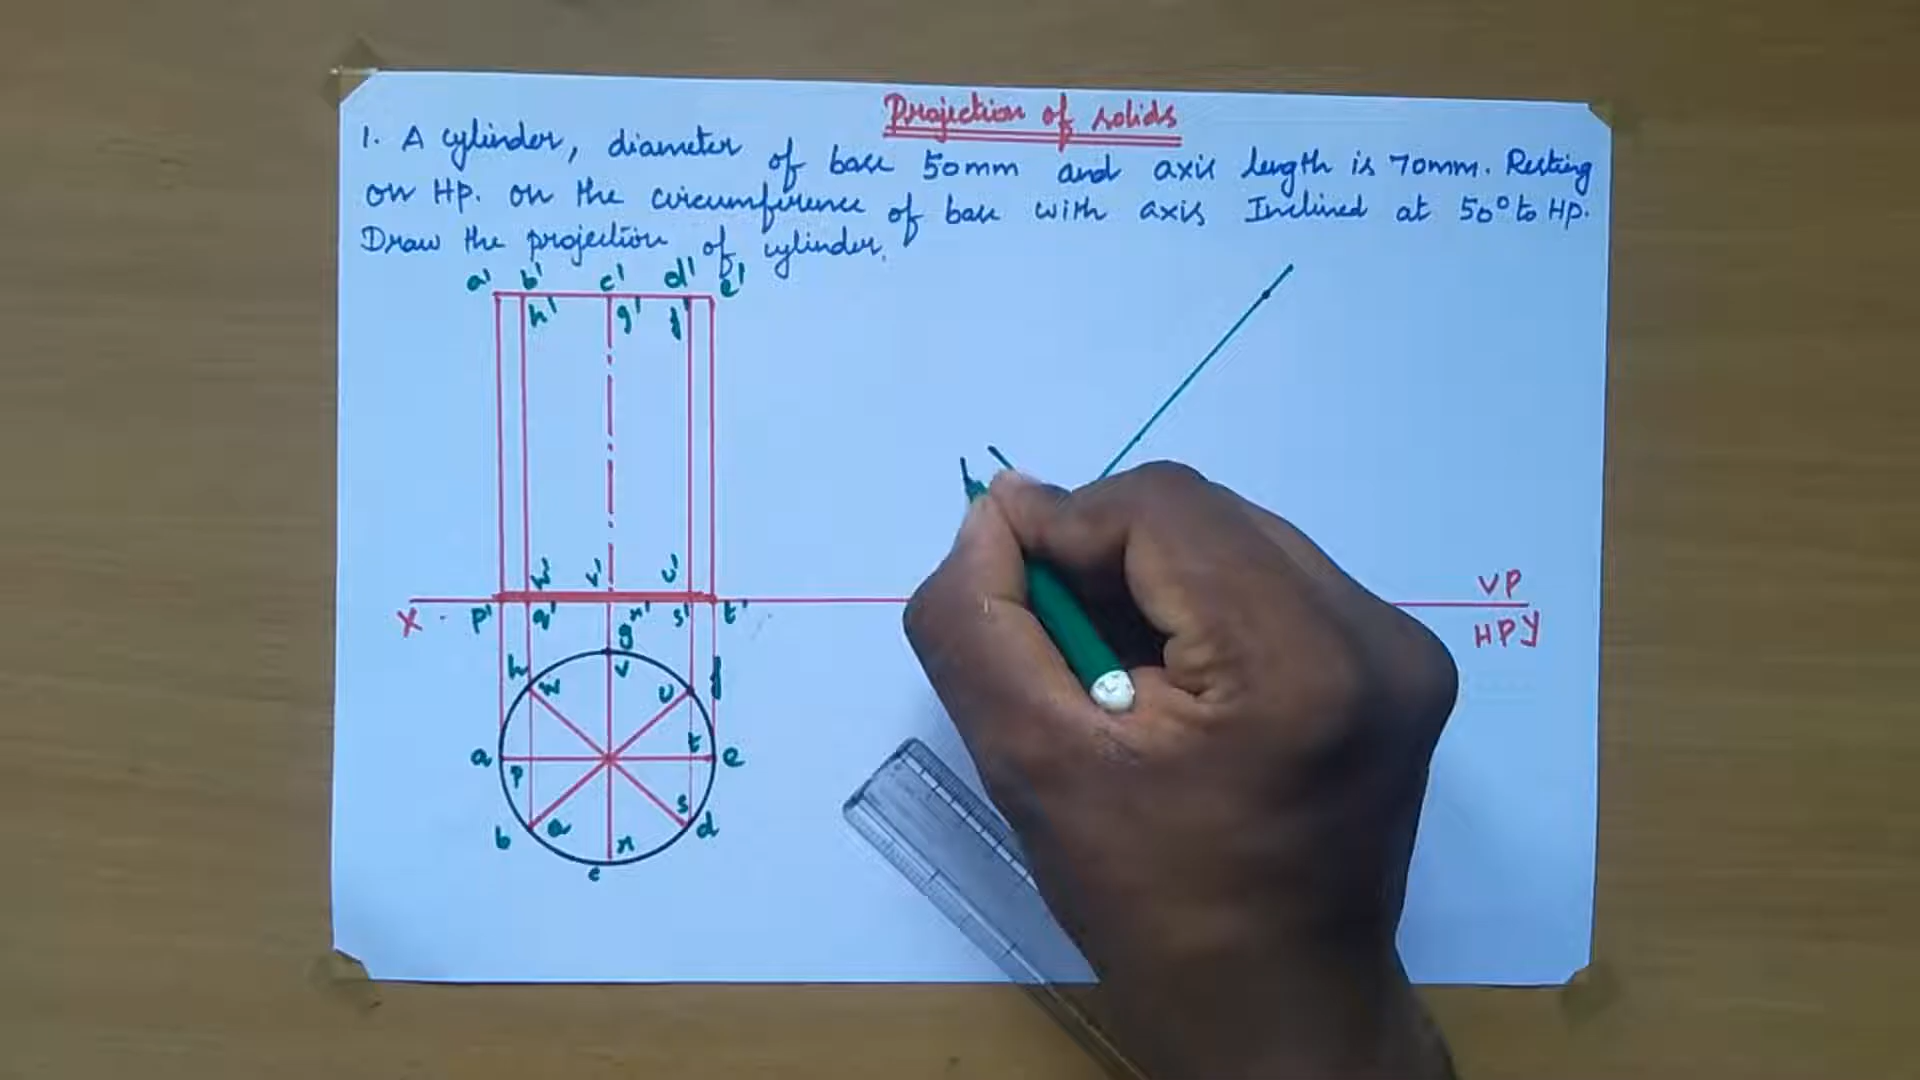 Projection of solids
1. A cylinder, diameter of base 50mm and axis length is 70mm. Resting
on HP. on the circumference of base with axis Inclined at 50° to HP.
Draw the projection of cylinder.
a' b' c' d' e'
h' g' f'
w' v' u'
VP
X p' q' r' s' t'
HP Y
g
h w v u f
a p t e
b q s d
r
c